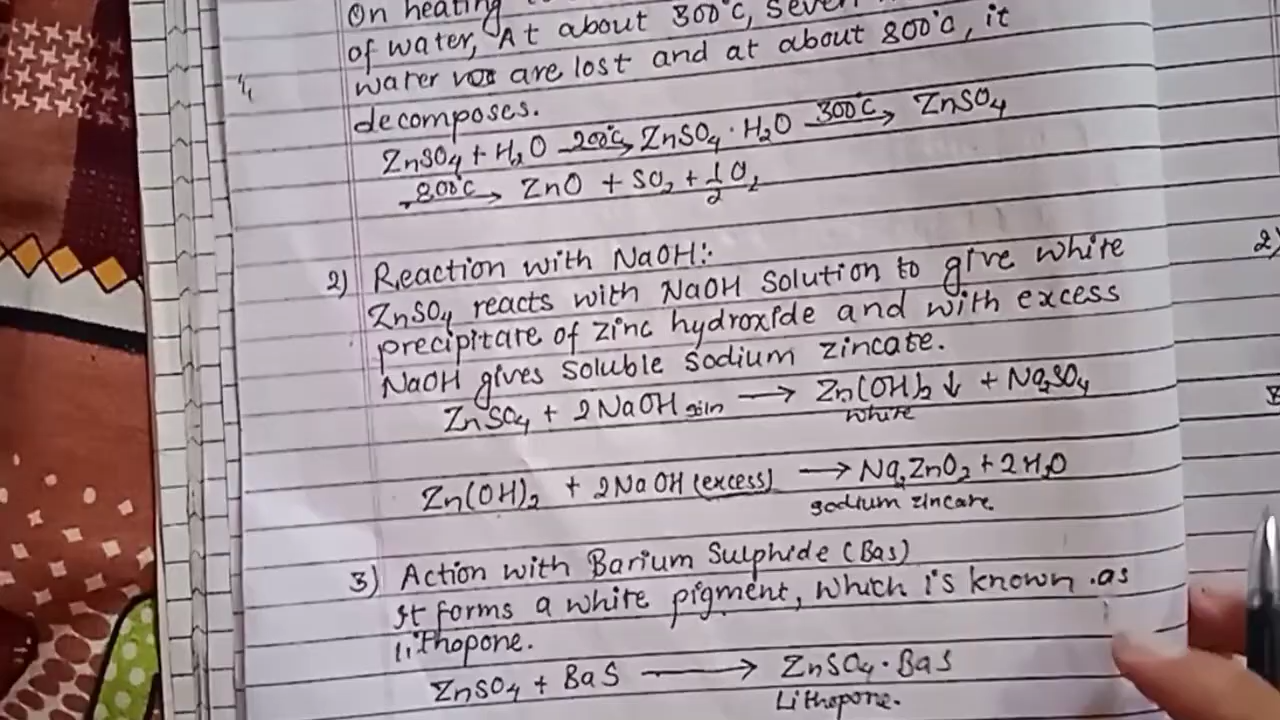 On heating
of water, At about 300°C, seven
water are lost and at about 800°C, it
decomposes.
ZnSO₄ + H₂O 200°C→ ZnSO₄·H₂O 300°C→ ZnSO₄
800°C→ ZnO + SO₂ + 1/2 O₂
2) Reaction with NaOH:-
ZnSO₄ reacts with NaOH Solution to give white
precipitate of zinc hydroxide and with excess
NaOH gives soluble sodium zincate.
ZnSO₄ + 2NaOH soln → Zn(OH)₂ ↓ + Na₂SO₄
white
Zn(OH)₂ + 2NaOH (excess) → Na₂ZnO₂ + 2H₂O
sodium zincate.
3) Action with Barium Sulphide (Bas)
It forms a white pigment, which is known as
lithopone.
ZnSO₄ + BaS → ZnSO₄·BaS
Lithopone.
2)